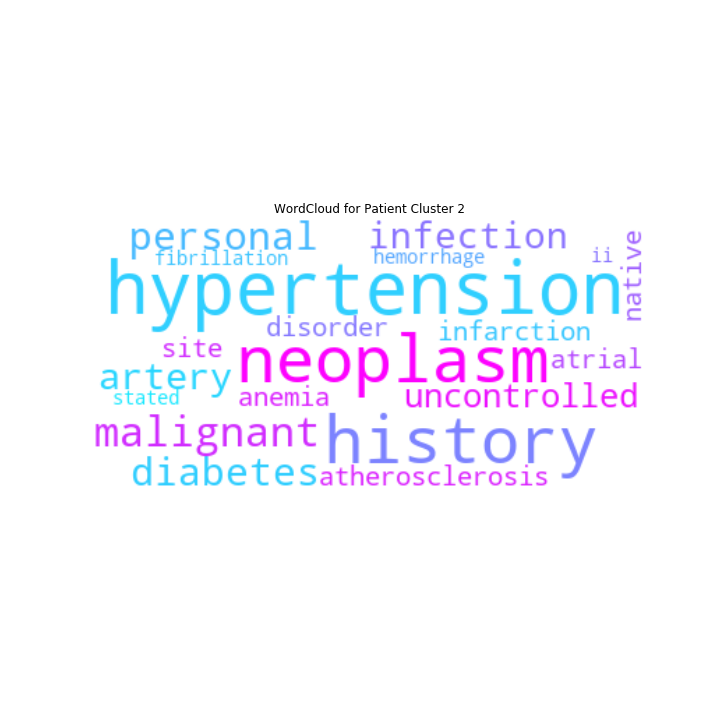 WordCloud for Patient Cluster 2
personal
infection
fibrillation
hemorrhage
ii
native
hypertension
disorder
infarction
site
neoplasm
atrial
artery
stated
anemia
uncontrolled
malignant
history
diabetes
atherosclerosis